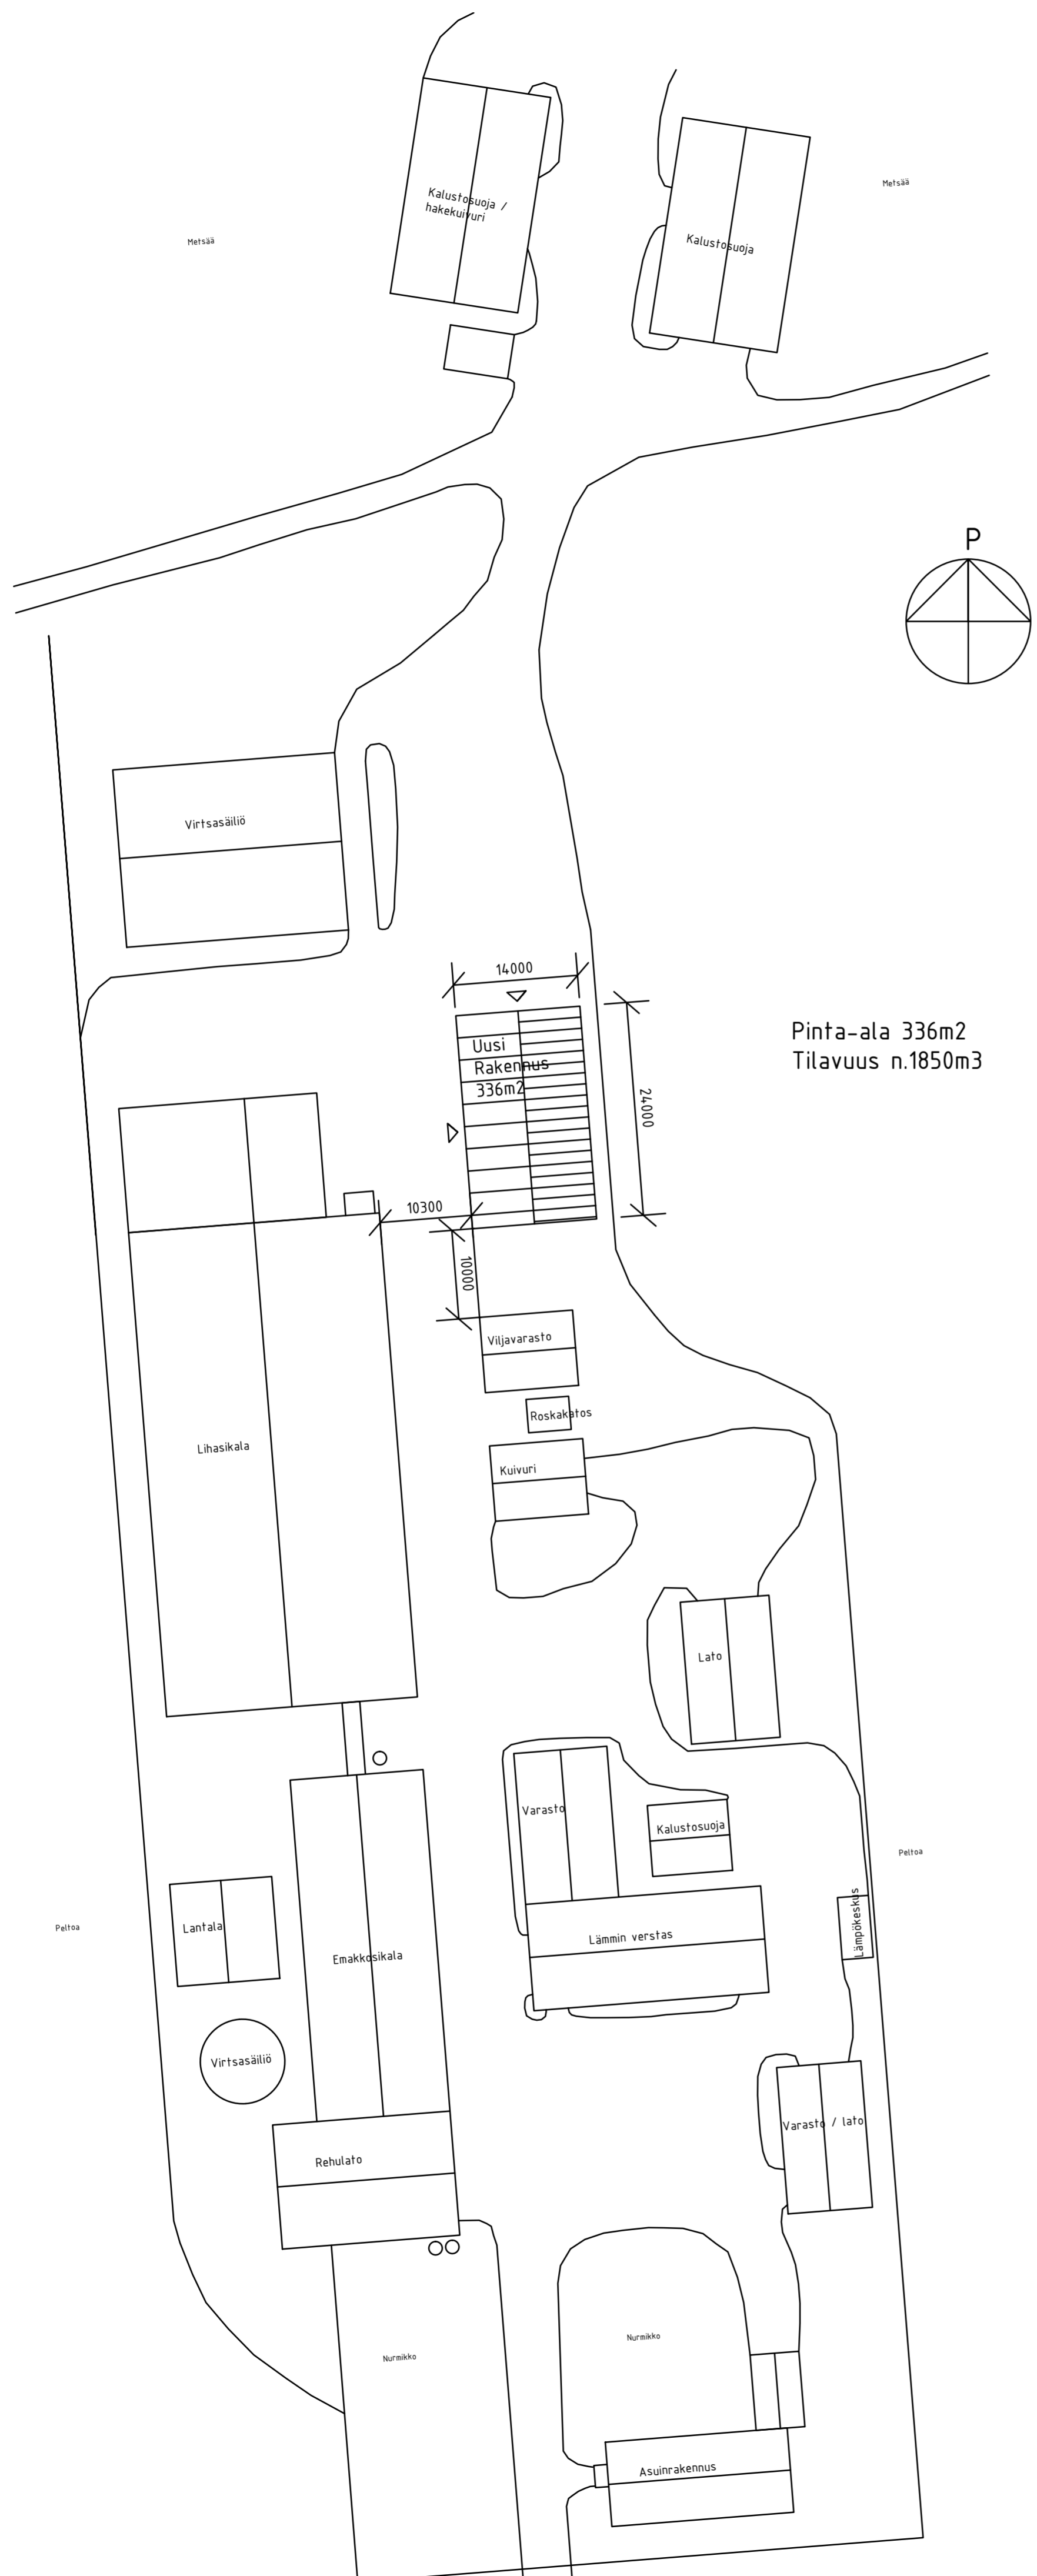 Metsää
Kalustosuoja /
hakekuivuri
Kalustosuoja
Metsää
P
Virtsasäiliö
14000
Uusi
Rakennus
336m2
24000
Pinta-ala 336m2
Tilavuus n.1850m3
10300
10000
Viljavarasto
Roskakatos
Lihasikala
Kuivuri
Lato
Varasto
Kalustosuoja
Peltoa
Peltoa
Lantala
Emakkosikala
Lämmin verstas
Lämpökeskus
Virtsasäiliö
Varasto / lato
Rehulato
Nurmikko
Nurmikko
Asuinrakennus